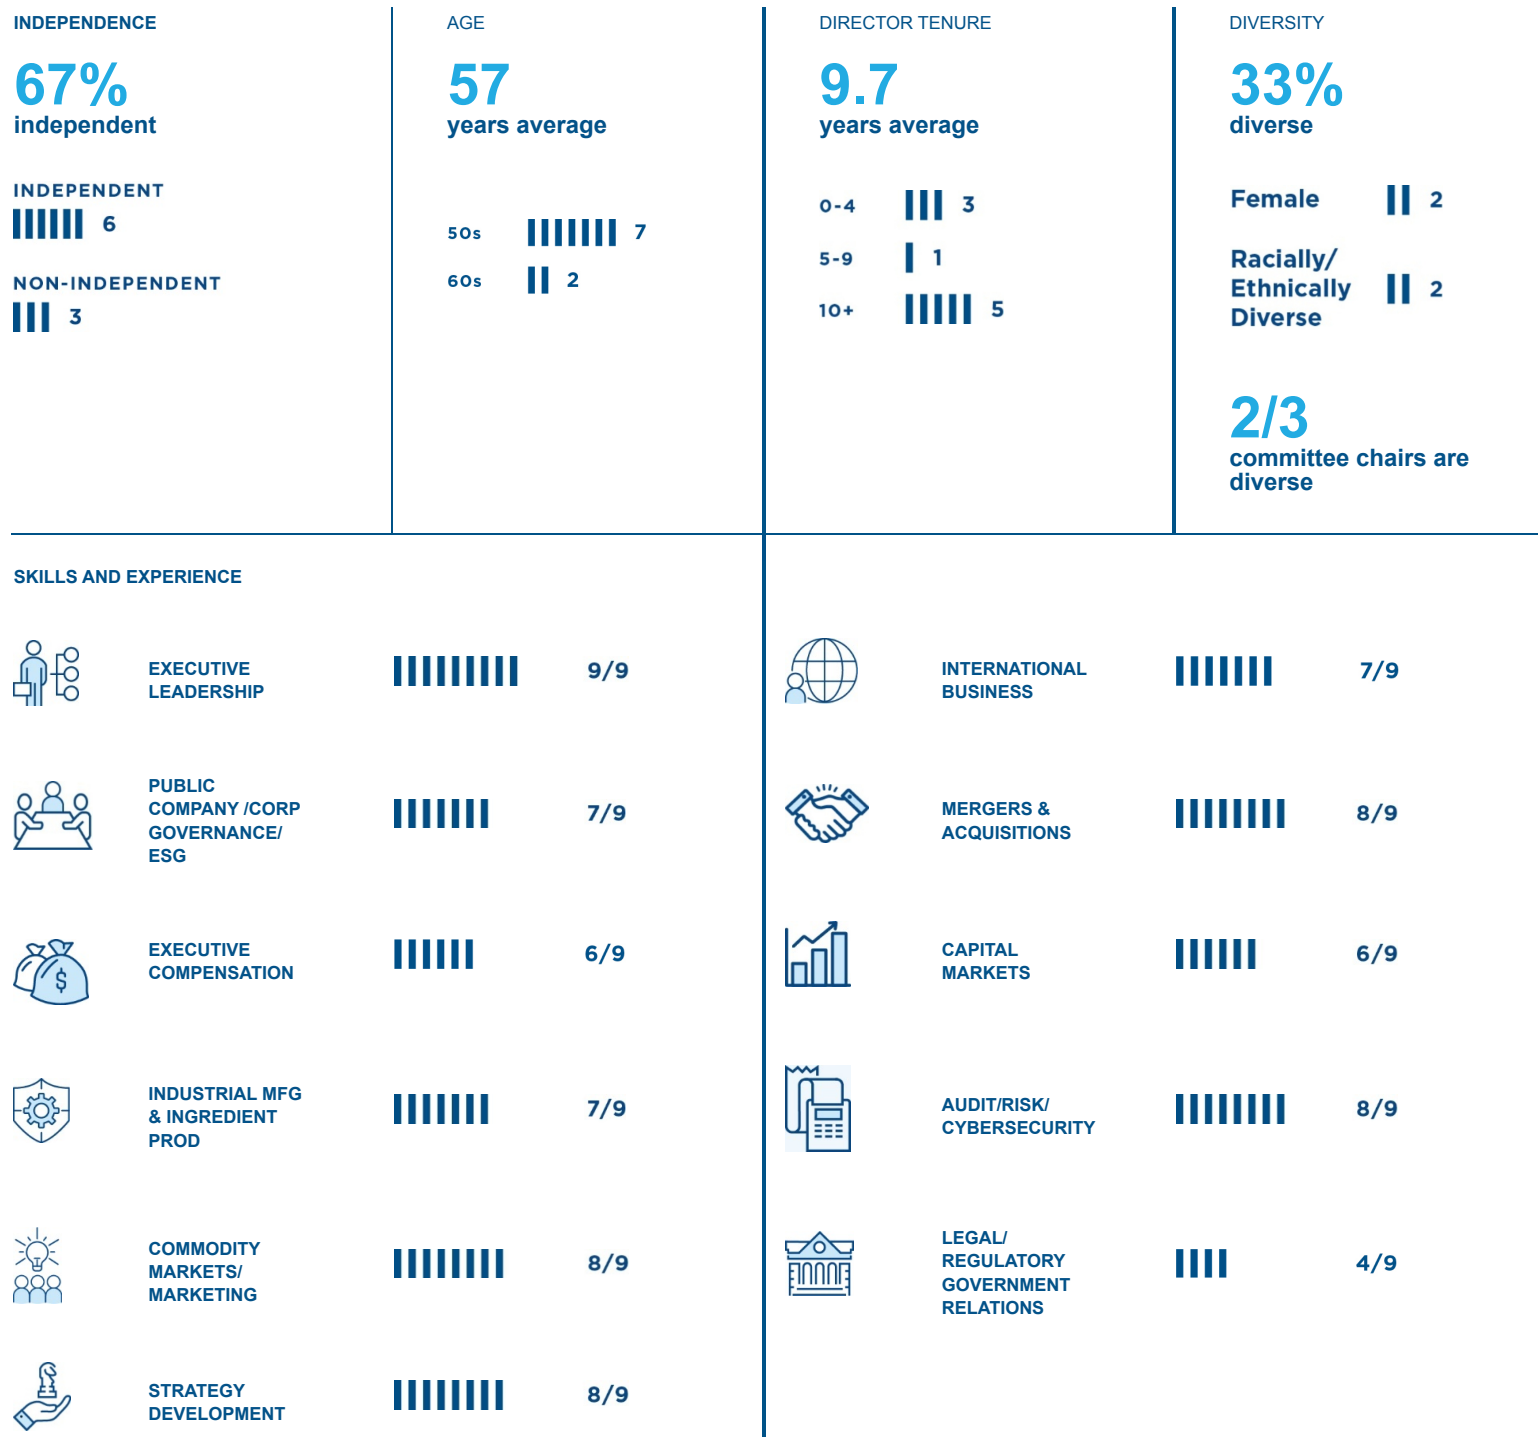 INDEPENDENCE
67%
independent
INDEPENDENT
6
NON-INDEPENDENT
3
AGE
57
years average
50s 7
60s 2
DIRECTOR TENURE
9.7
years average
0-4 3
5-9 1
10+ 5
DIVERSITY
33%
diverse
Female 2
Racially/
Ethnically 2
Diverse
2/3
committee chairs are
diverse
SKILLS AND EXPERIENCE
EXECUTIVE
LEADERSHIP
9/9
PUBLIC
COMPANY /CORP
GOVERNANCE/
ESG
7/9
$
EXECUTIVE
COMPENSATION
6/9
INDUSTRIAL MFG
& INGREDIENT
PROD
7/9
COMMODITY
MARKETS/
MARKETING
8/9
STRATEGY
DEVELOPMENT
8/9
INTERNATIONAL
BUSINESS
7/9
MERGERS &
ACQUISITIONS
8/9
CAPITAL
MARKETS
6/9
AUDIT/RISK/
CYBERSECURITY
8/9
LEGAL/
REGULATORY
GOVERNMENT
RELATIONS
4/9